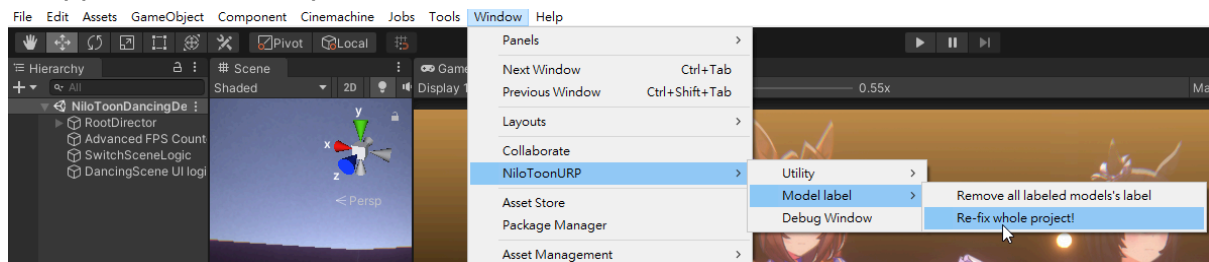 File Edit Assets GameObject Component Cinemachine Jobs Tools Window Help
Pivot Local
Hierarchy
All
NiloToonDancingDe
RootDirector
Advanced FPS Count
SwitchSceneLogic
DancingScene UI logi
Scene
Shaded 2D
y
x
z
Persp
Game
Display 1
0.55x
Ma
Panels
Next Window Ctrl+Tab
Previous Window Ctrl+Shift+Tab
Layouts
Collaborate
NiloToonURP
Asset Store
Package Manager
Asset Management
Utility
Model label
Debug Window
Remove all labeled models's label
Re-fix whole project!